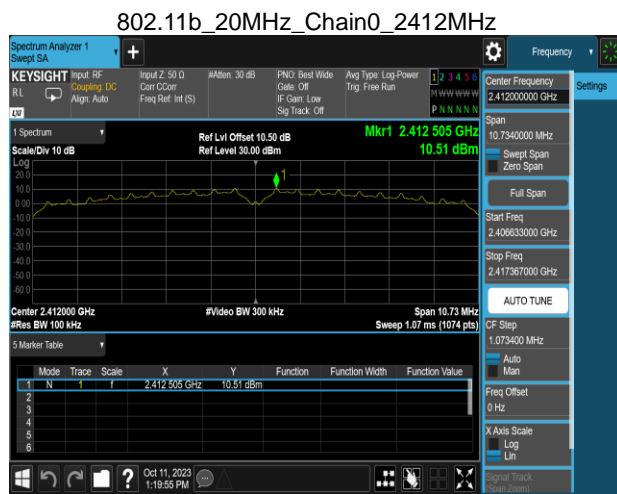 802.11b_20MHz_Chain0_2412MHz
Spectrum Analyzer 1
Swept SA
Frequency
KEYSIGHT
RL
Input: RF
Coupling: DC
Align: Auto
Input Z: 50 Ω
Corr CCorr
Freq Ref: Int (S)
#Atten: 30 dB
PNO: Best Wide
Gate: Off
IF Gain: Low
Sig Track: Off
Avg Type: Log-Power
Trig: Free Run
1 2 3 4 5 6
M W W W W W
P N N N N N
Center Frequency
2.412000000 GHz
Settings
Span
10.7340000 MHz
Swept Span
Zero Span
Full Span
Start Freq
2.406633000 GHz
Stop Freq
2.417367000 GHz
AUTO TUNE
CF Step
1.073400 MHz
Auto
Man
Freq Offset
0 Hz
X Axis Scale
Log
Lin
Signal Track
(Span Zoom)
1 Spectrum
Scale/Div 10 dB
Ref Lvl Offset 10.50 dB
Ref Level 30.00 dBm
Mkr1 2.412 505 GHz
10.51 dBm
Log
20.0
10.0
0.00
-10.0
-20.0
-30.0
-40.0
-50.0
-60.0
1
Center 2.412000 GHz
#Res BW 100 kHz
#Video BW 300 kHz
Span 10.73 MHz
Sweep 1.07 ms (1074 pts)
5 Marker Table
Mode Trace Scale X Y Function Function Width Function Value
1 N 1 f 2.412 505 GHz 10.51 dBm
2
3
4
5
6
?
Oct 11, 2023
1:19:55 PM